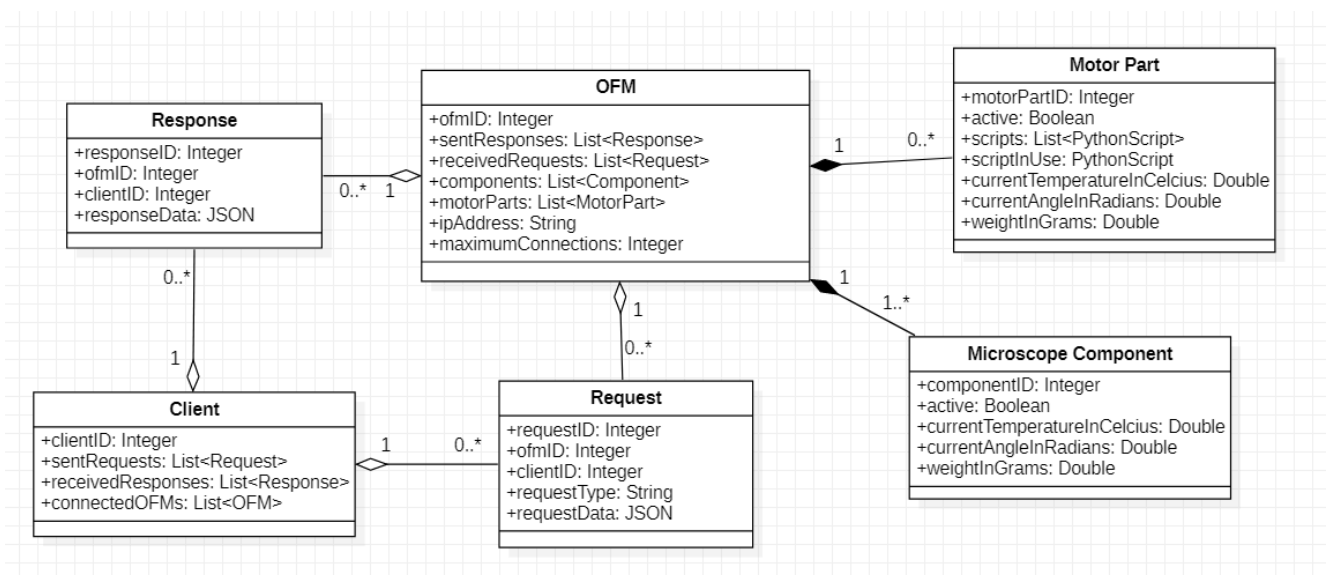 Response
+responseID: Integer
+ofmID: Integer
+clientID: Integer
+responseData: JSON
0..*
1
OFM
+ofmID: Integer
+sentResponses: List<Response>
+receivedRequests: List<Request>
+components: List<Component>
+motorParts: List<MotorPart>
+ipAddress: String
+maximumConnections: Integer
1
0..*
Motor Part
+motorPartID: Integer
+active: Boolean
+scripts: List<PythonScript>
+scriptInUse: PythonScript
+currentTemperatureInCelcius: Double
+currentAngleInRadians: Double
+weightInGrams: Double
0..*
1
1
0..*
1
1..*
Microscope Component
+componentID: Integer
+active: Boolean
+currentTemperatureInCelcius: Double
+currentAngleInRadians: Double
+weightInGrams: Double
Client
+clientID: Integer
+sentRequests: List<Request>
+receivedResponses: List<Response>
+connectedOFMs: List<OFM>
1
0..*
Request
+requestID: Integer
+ofmID: Integer
+clientID: Integer
+requestType: String
+requestData: JSON